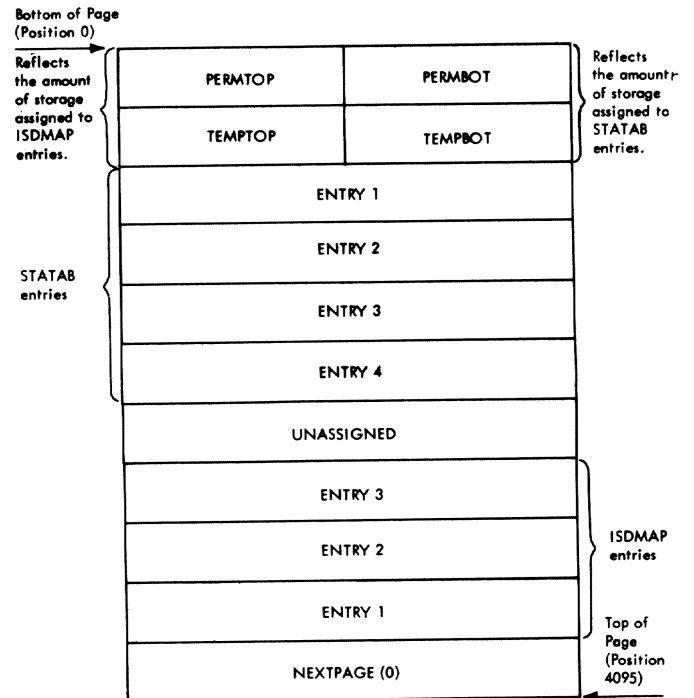 Bottom of Page
(Position 0)
Reflects
the amount
of storage
assigned to
ISDMAP
entries.
PERMTOP
PERMBOT
TEMPTOP
TEMPBOT
Reflects
the amount
of storage
assigned to
STATAB
entries.
STATAB
entries
ENTRY 1
ENTRY 2
ENTRY 3
ENTRY 4
UNASSIGNED
ENTRY 3
ENTRY 2
ENTRY 1
ISDMAP
entries
NEXTPAGE (0)
Top of
Page
(Position
4095)